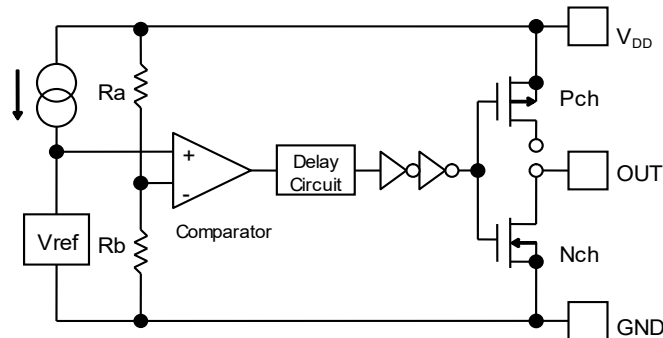 V_DD
Ra
Pch
+
Delay
Circuit
OUT
-
Comparator
Vref
Rb
Nch
GND